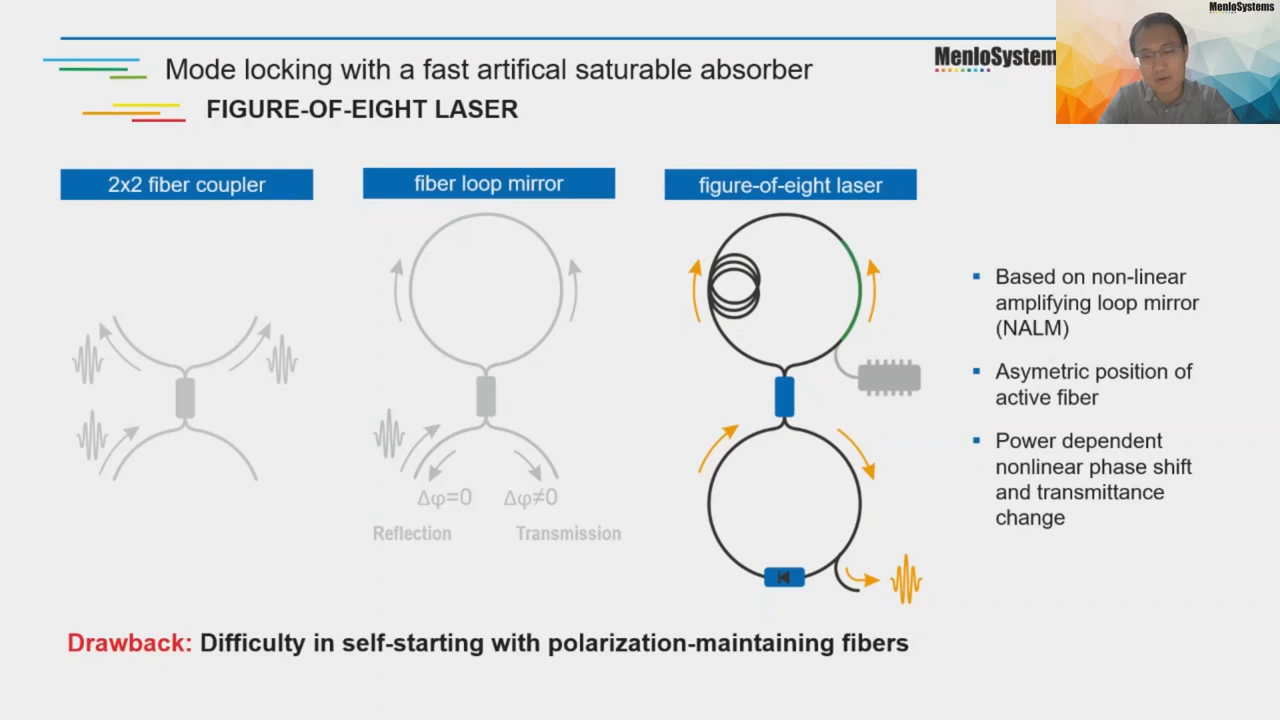 MenloSystems
MenloSystem
Mode locking with a fast artifical saturable absorber
FIGURE-OF-EIGHT LASER
2x2 fiber coupler
fiber loop mirror
figure-of-eight laser
Δφ=0
Δφ≠0
Reflection
Transmission
Based on non-linear
amplifying loop mirror
(NALM)
Asymetric position of
active fiber
Power dependent
nonlinear phase shift
and transmittance
change
Drawback: Difficulty in self-starting with polarization-maintaining fibers